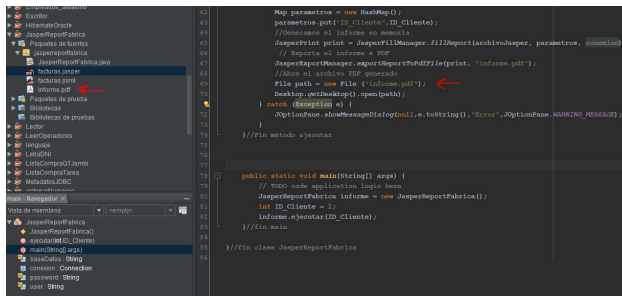 Empleados_aleatorio
Escritor
HibernateOracle
JasperReportFabrica
Paquetes de fuentes
jasperreportfabrica
JasperReportFabrica.java
facturas.jasper
facturas.jrxml
informe.pdf
Paquetes de prueba
Bibliotecas
Bibliotecas de pruebas
Lector
LeerOperadores
lenguaje
LetraDNI
ListaCompraQTJambi
ListaCompraTarea
MetadatosJDBC
main - Navegador ×
Vista de miembros <empty>
JasperReportFabrica
JasperReportFabrica()
ejecutar(int ID_Cliente)
main(String[] args)
baseDatos : String
conexion : Connection
password : String
user : String
62 Map parametros = new HashMap();
63 parametros.put("ID_Cliente",ID_Cliente);
64 //Generamos el informe en memoria
65 JasperPrint print = JasperFillManager.fillReport(archivoJasper, parametros, conexion)
66 // Exporta el informe a PDF
67 JasperExportManager.exportReportToPdfFile(print, "informe.pdf");
68 //Abre el archivo PDF generado
69 File path = new File ("informe.pdf");
70 Desktop.getDesktop().open(path);
} catch (Exception e) {
72 JOptionPane.showMessageDialog(null,e.toString(),"Error",JOptionPane.WARNING_MESSAGE);
73 }
74 }//Fin método ejecutar
75
76
77
78 public static void main(String[] args) {
79 // TODO code application logic here
80 JasperReportFabrica informe = new JasperReportFabrica();
81 int ID_Cliente = 1;
82 informe.ejecutar(ID_Cliente);
83 }//fin main
84
85 }//fin clase JasperReportFabrica
86